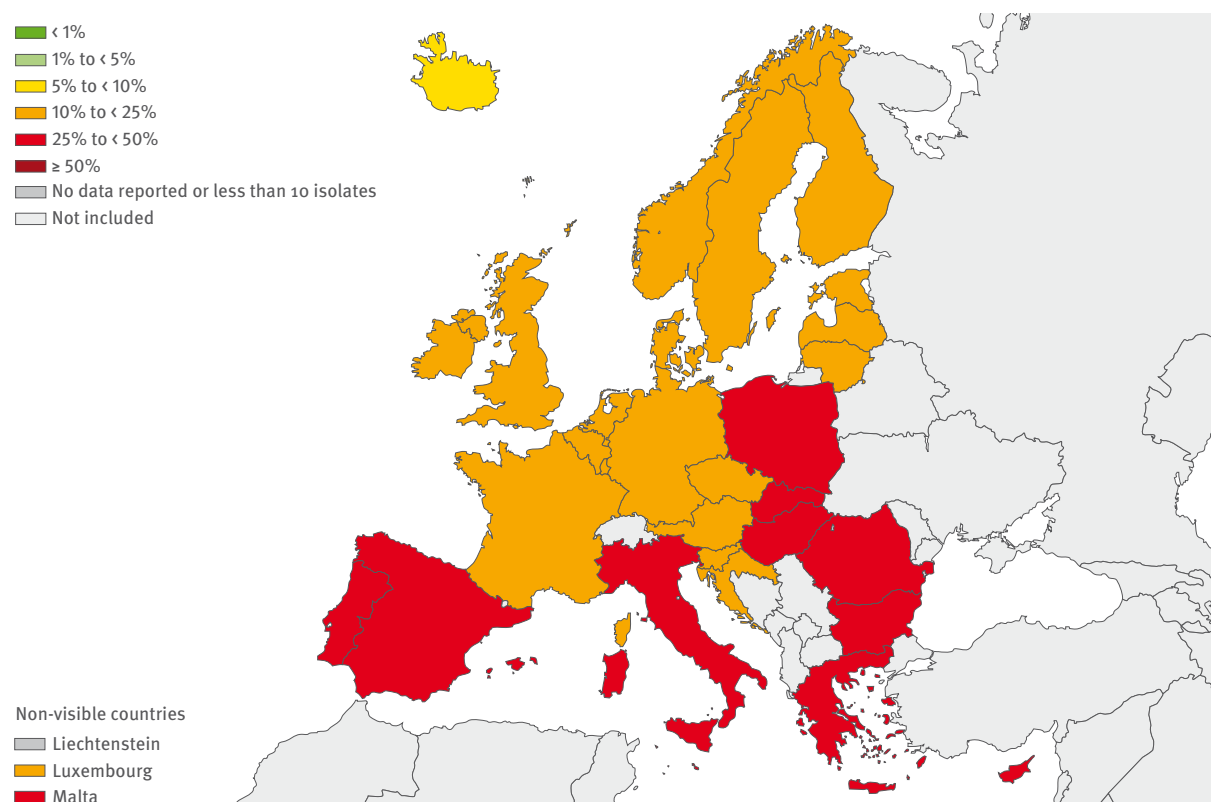 < 1%
1% to < 5%
5% to < 10%
10% to < 25%
25% to < 50%
≥ 50%
No data reported or less than 10 isolates
Not included
Non-visible countries
Liechtenstein
Luxembourg
Malta